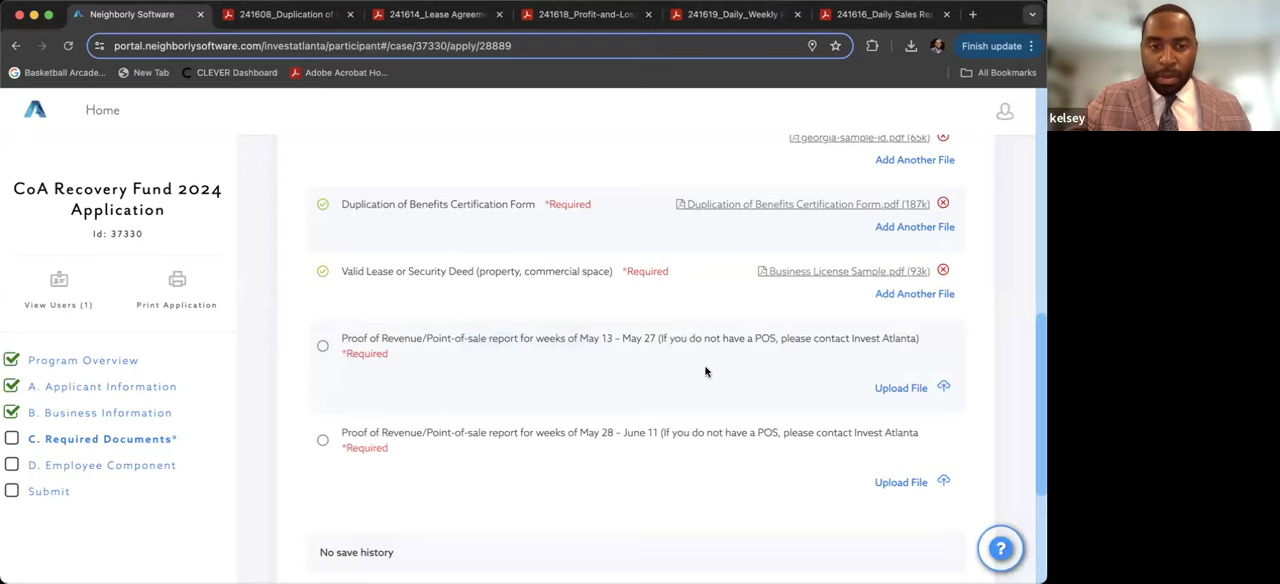 Neighborly Software
241608_Duplication of
241614_Lease Agreem
241618_Profit-and-Los
241619_Daily_Weekly
241616_Daily Sales Re
portal.neighborlysoftware.com/investatlanta/participant#/case/37330/apply/28889
Finish update
Basketball Arcade...
New Tab
CLEVER Dashboard
Adobe Acrobat Ho...
All Bookmarks
kelsey
Home
georgia-sample-id.pdf (65k)
Add Another File
CoA Recovery Fund 2024
Application
Id: 37330
View Users (1)
Print Application
Program Overview
A. Applicant Information
B. Business Information
C. Required Documents*
D. Employee Component
Submit
Duplication of Benefits Certification Form *Required
Duplication of Benefits Certification Form.pdf (187k)
Add Another File
Valid Lease or Security Deed (property, commercial space) *Required
Business License Sample.pdf (93k)
Add Another File
Proof of Revenue/Point-of-sale report for weeks of May 13 – May 27 (If you do not have a POS, please contact Invest Atlanta)
*Required
Upload File
Proof of Revenue/Point-of-sale report for weeks of May 28 – June 11 (If you do not have a POS, please contact Invest Atlanta
*Required
Upload File
No save history
?